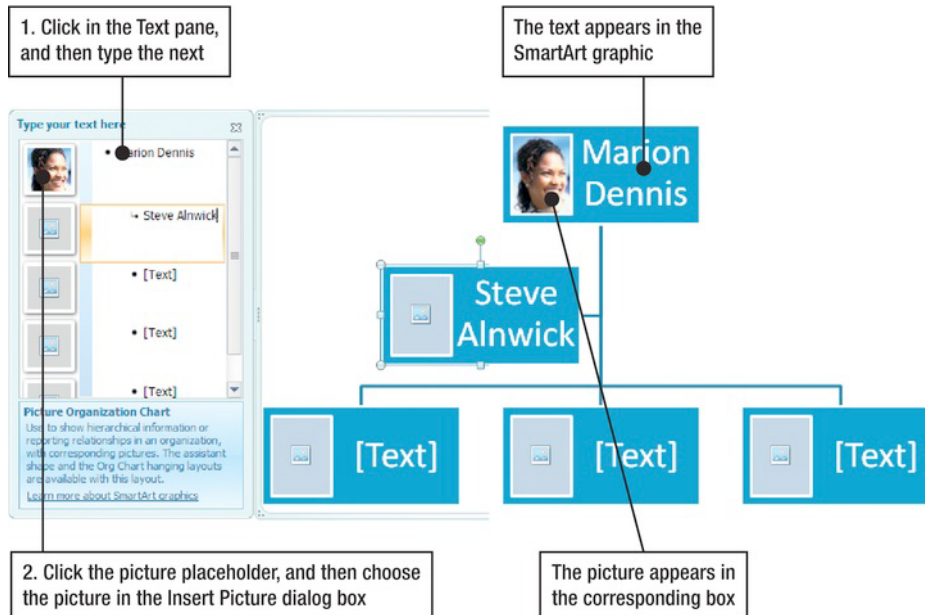 1. Click in the Text pane,
and then type the next
The text appears in the
SmartArt graphic
Type your text here
• Marion Dennis
Steve Alnwick
• [Text]
• [Text]
• [Text]
Picture Organization Chart
Use to show hierarchical information or
reporting relationships in an organization,
with corresponding pictures. The assistant
shape and the Org Chart hanging layouts
are available with this layout.
Learn more about SmartArt graphics
Marion
Dennis
Steve
Alnwick
[Text]
[Text]
[Text]
2. Click the picture placeholder, and then choose
the picture in the Insert Picture dialog box
The picture appears in
the corresponding box